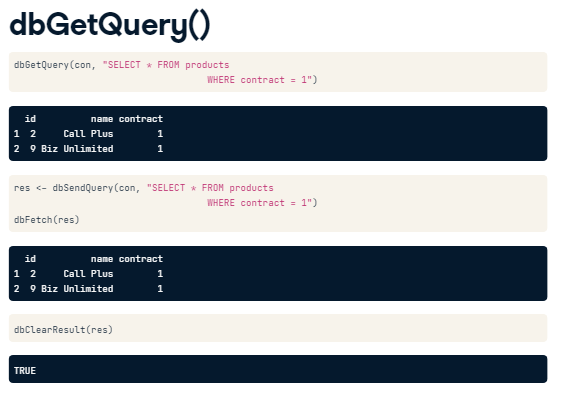 dbGetQuery()
dbGetQuery(con, "SELECT * FROM products
WHERE contract = 1")
id name contract
1 2 Call Plus 1
2 9 Biz Unlimited 1
res <- dbSendQuery(con, "SELECT * FROM products
WHERE contract = 1")
dbFetch(res)
id name contract
1 2 Call Plus 1
2 9 Biz Unlimited 1
dbClearResult(res)
TRUE